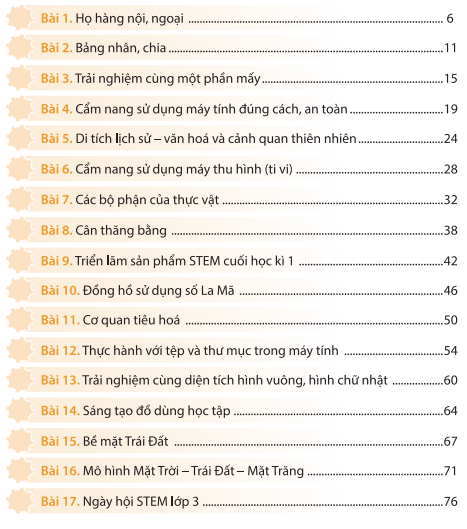 Bài 1. Họ hàng nội, ngoại ........ 6
Bài 2. Bảng nhân, chia ........ 11
Bài 3. Trải nghiệm cùng một phần mấy ........ 15
Bài 4. Cẩm nang sử dụng máy tính đúng cách, an toàn ........ 19
Bài 5. Di tích lịch sử – văn hoá và cảnh quan thiên nhiên ........ 24
Bài 6. Cẩm nang sử dụng máy thu hình (ti vi) ........ 28
Bài 7. Các bộ phận của thực vật ........ 32
Bài 8. Cân thăng bằng ........ 38
Bài 9. Triển lãm sản phẩm STEM cuối học kì 1 ........ 42
Bài 10. Đồng hồ sử dụng số La Mã ........ 46
Bài 11. Cơ quan tiêu hoá ........ 50
Bài 12. Thực hành với tệp và thư mục trong máy tính ........ 54
Bài 13. Trải nghiệm cùng diện tích hình vuông, hình chữ nhật ........ 60
Bài 14. Sáng tạo đồ dùng học tập ........ 64
Bài 15. Bề mặt Trái Đất ........ 67
Bài 16. Mô hình Mặt Trời – Trái Đất – Mặt Trăng ........ 71
Bài 17. Ngày hội STEM lớp 3 ........ 76